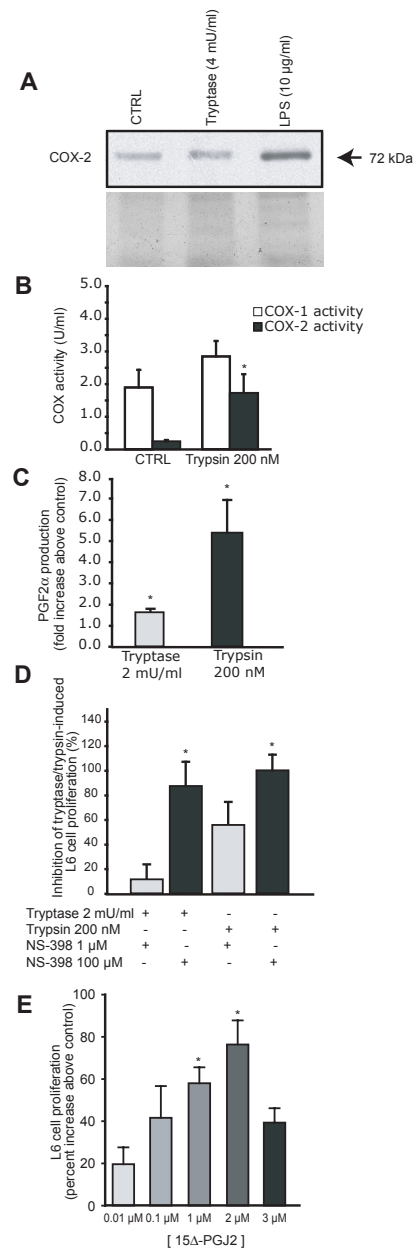 A
CTRL
Tryptase (4 mU/ml)
LPS (10 µg/ml)
COX-2
72 kDa
B
COX activity (U/ml)
5.0
4.0
3.0
2.0
1.0
0.0
COX-1 activity
COX-2 activity
*
CTRL
Trypsin 200 nM
C
PGF2α production
(fold increase above control)
8.0
7.0
6.0
5.0
4.0
3.0
2.0
1.0
0.0
*
*
Tryptase
2 mU/ml
Trypsin
200 nM
D
Inhibition of tryptase/trypsin-induced
L6 cell proliferation (%)
140
120
100
80
60
40
20
0
*
*
Tryptase 2 mU/ml + + - -
Trypsin 200 nM - - + +
NS-398 1 µM + - + -
NS-398 100 µM - + - +
E
L6 cell proliferation
(percent increase above control)
100
80
60
40
20
0
*
*
0.01 µM 0.1 µM 1 µM 2 µM 3 µM
[ 15Δ-PGJ2 ]